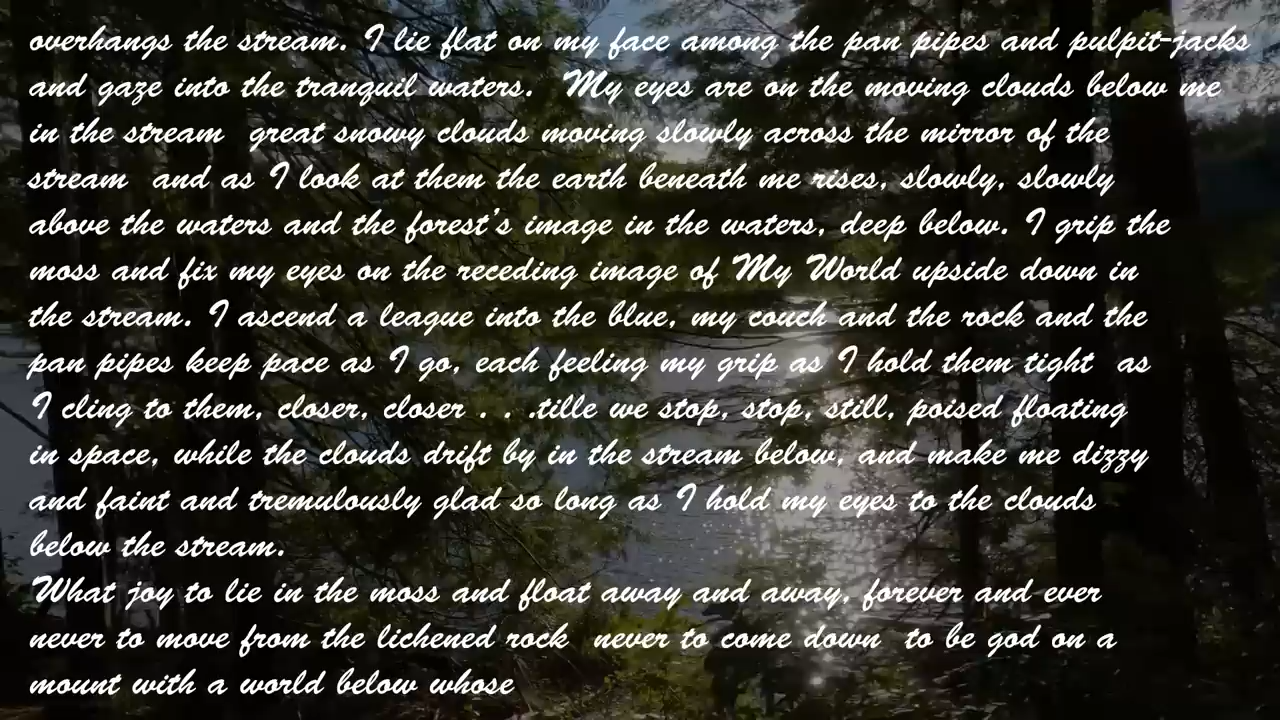 overhangs the stream. I lie flat on my face among the pan pipes and pulpit-jacks
and gaze into the tranquil waters.  My eyes are on the moving clouds below me
in the stream  great snowy clouds moving slowly across the mirror of the
stream  and as I look at them the earth beneath me rises, slowly, slowly
above the waters and the forest's image in the waters, deep below. I grip the
moss and fix my eyes on the receding image of My World upside down in
the stream. I ascend a league into the blue, my couch and the rock and the
pan pipes keep pace as I go, each feeling my grip as I hold them tight  as
I cling to them, closer, closer . . .tille we stop, stop, still, poised floating
in space, while the clouds drift by in the stream below, and make me dizzy
and faint and tremulously glad so long as I hold my eyes to the clouds
below the stream.
What joy to lie in the moss and float away and away, forever and ever
never to move from the lichened rock  never to come down  to be god on a
mount with a world below whose